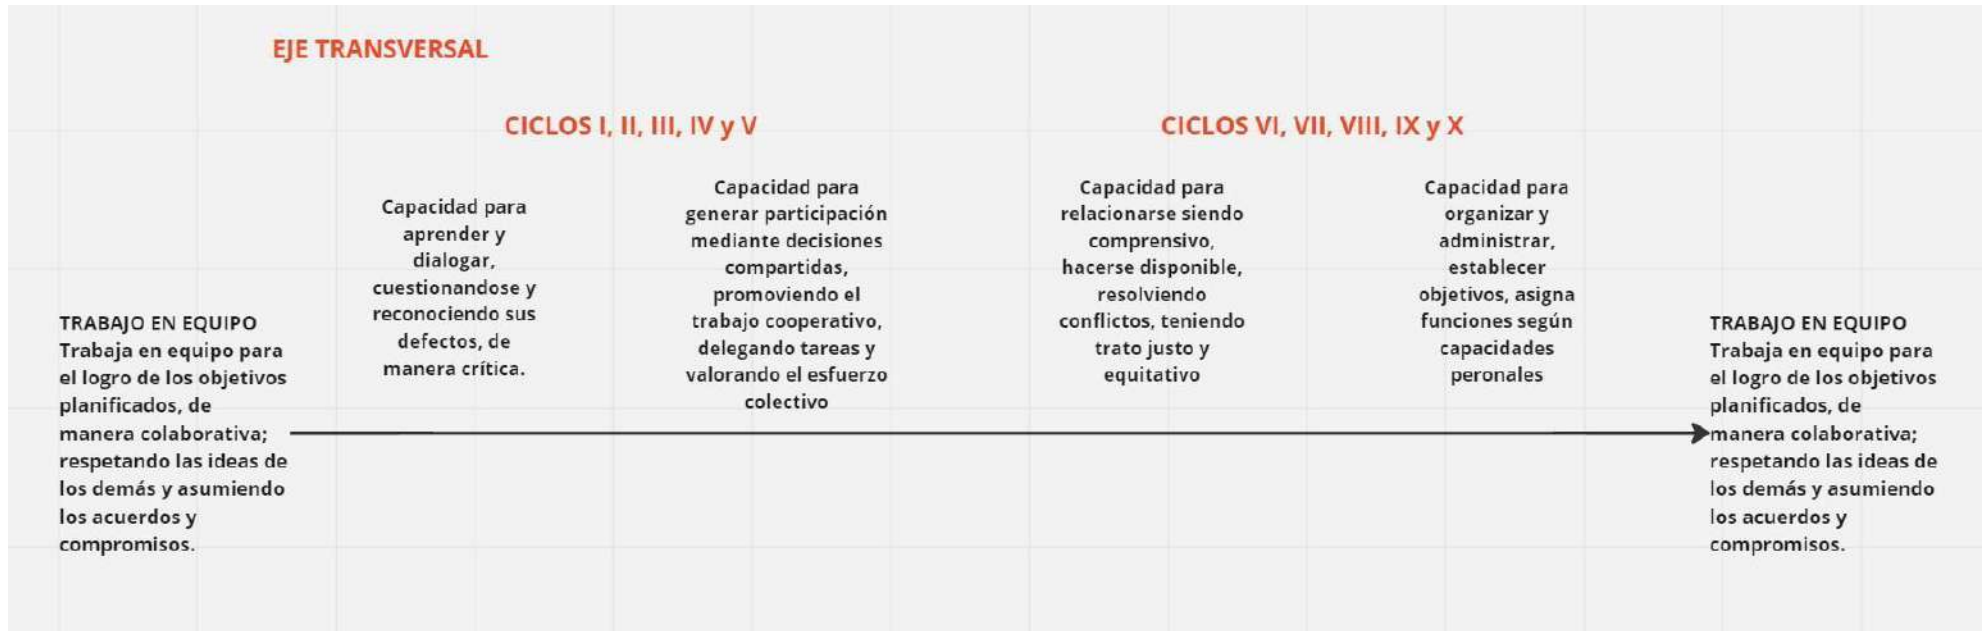 EJE TRANSVERSAL
CICLOS I, II, III, IV y V
CICLOS VI, VII, VIII, IX y X
TRABAJO EN EQUIPO
Trabaja en equipo para
el logro de los objetivos
planificados, de
manera colaborativa;
respetando las ideas de
los demás y asumiendo
los acuerdos y
compromisos.
Capacidad para
aprender y
dialogar,
cuestionandose y
reconociendo sus
defectos, de
manera crítica.
Capacidad para
generar participación
mediante decisiones
compartidas,
promoviendo el
trabajo cooperativo,
delegando tareas y
valorando el esfuerzo
colectivo
Capacidad para
relacionarse siendo
comprensivo,
hacerse disponible,
resolviendo
conflictos, teniendo
trato justo y
equitativo
Capacidad para
organizar y
administrar,
establecer
objetivos, asigna
funciones según
capacidades
peronales
TRABAJO EN EQUIPO
Trabaja en equipo para
el logro de los objetivos
planificados, de
manera colaborativa;
respetando las ideas de
los demás y asumiendo
los acuerdos y
compromisos.